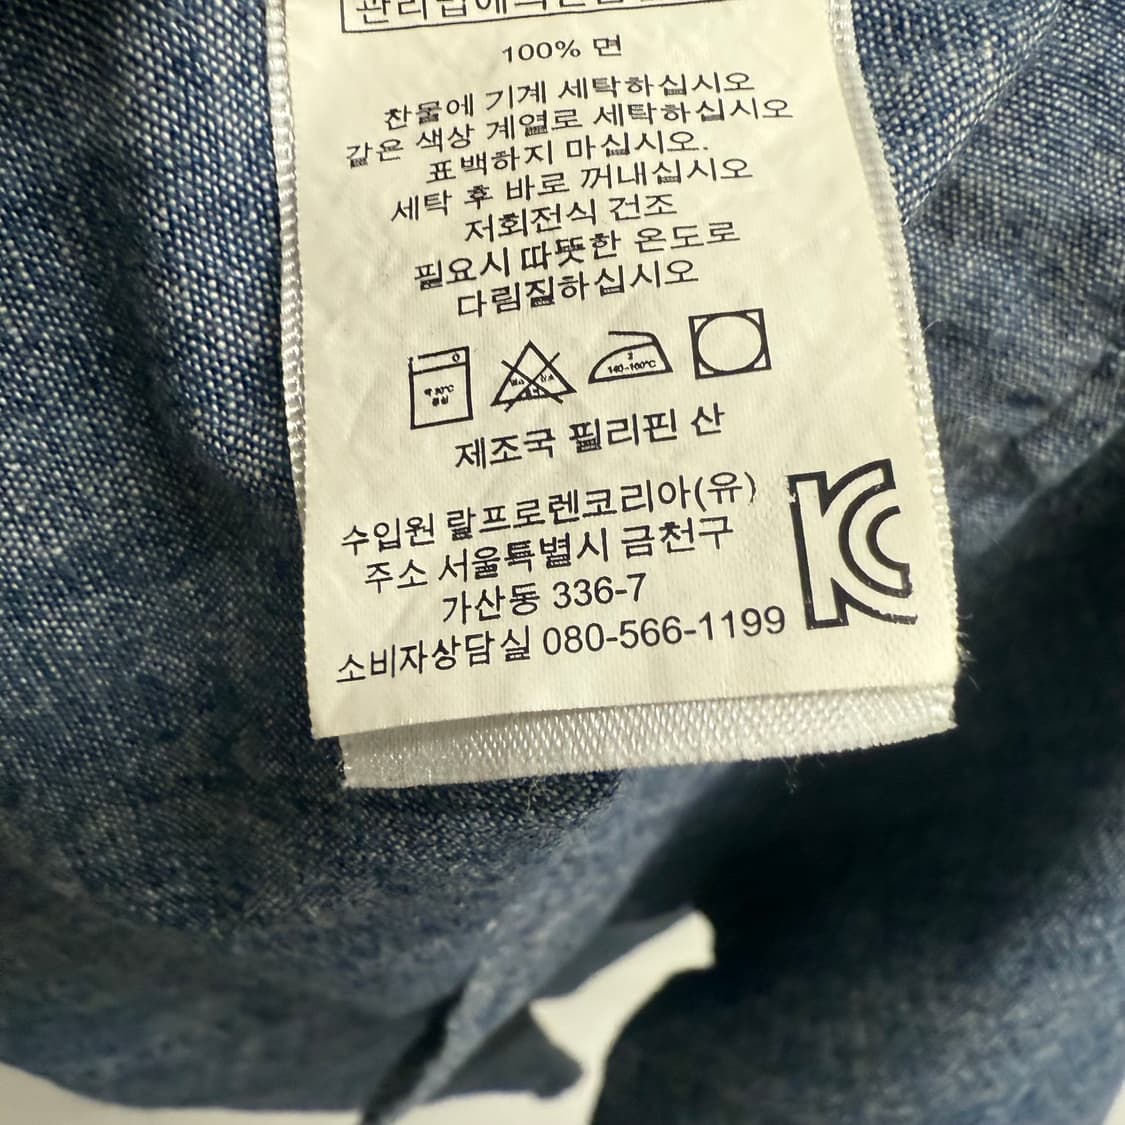 100% 면
찬물에 기계 세탁하십시오
같은 색상 계열로 세탁하십시오
표백하지 마십시오.
세탁 후 바로 꺼내십시오
저회전식 건조
필요시 따뜻한 온도로
다림질하십시오
제조국 필리핀 산
수입원 랄프로렌코리아(유)
주소 서울특별시 금천구
가산동 336-7
소비자상담실 080-566-1199
KC